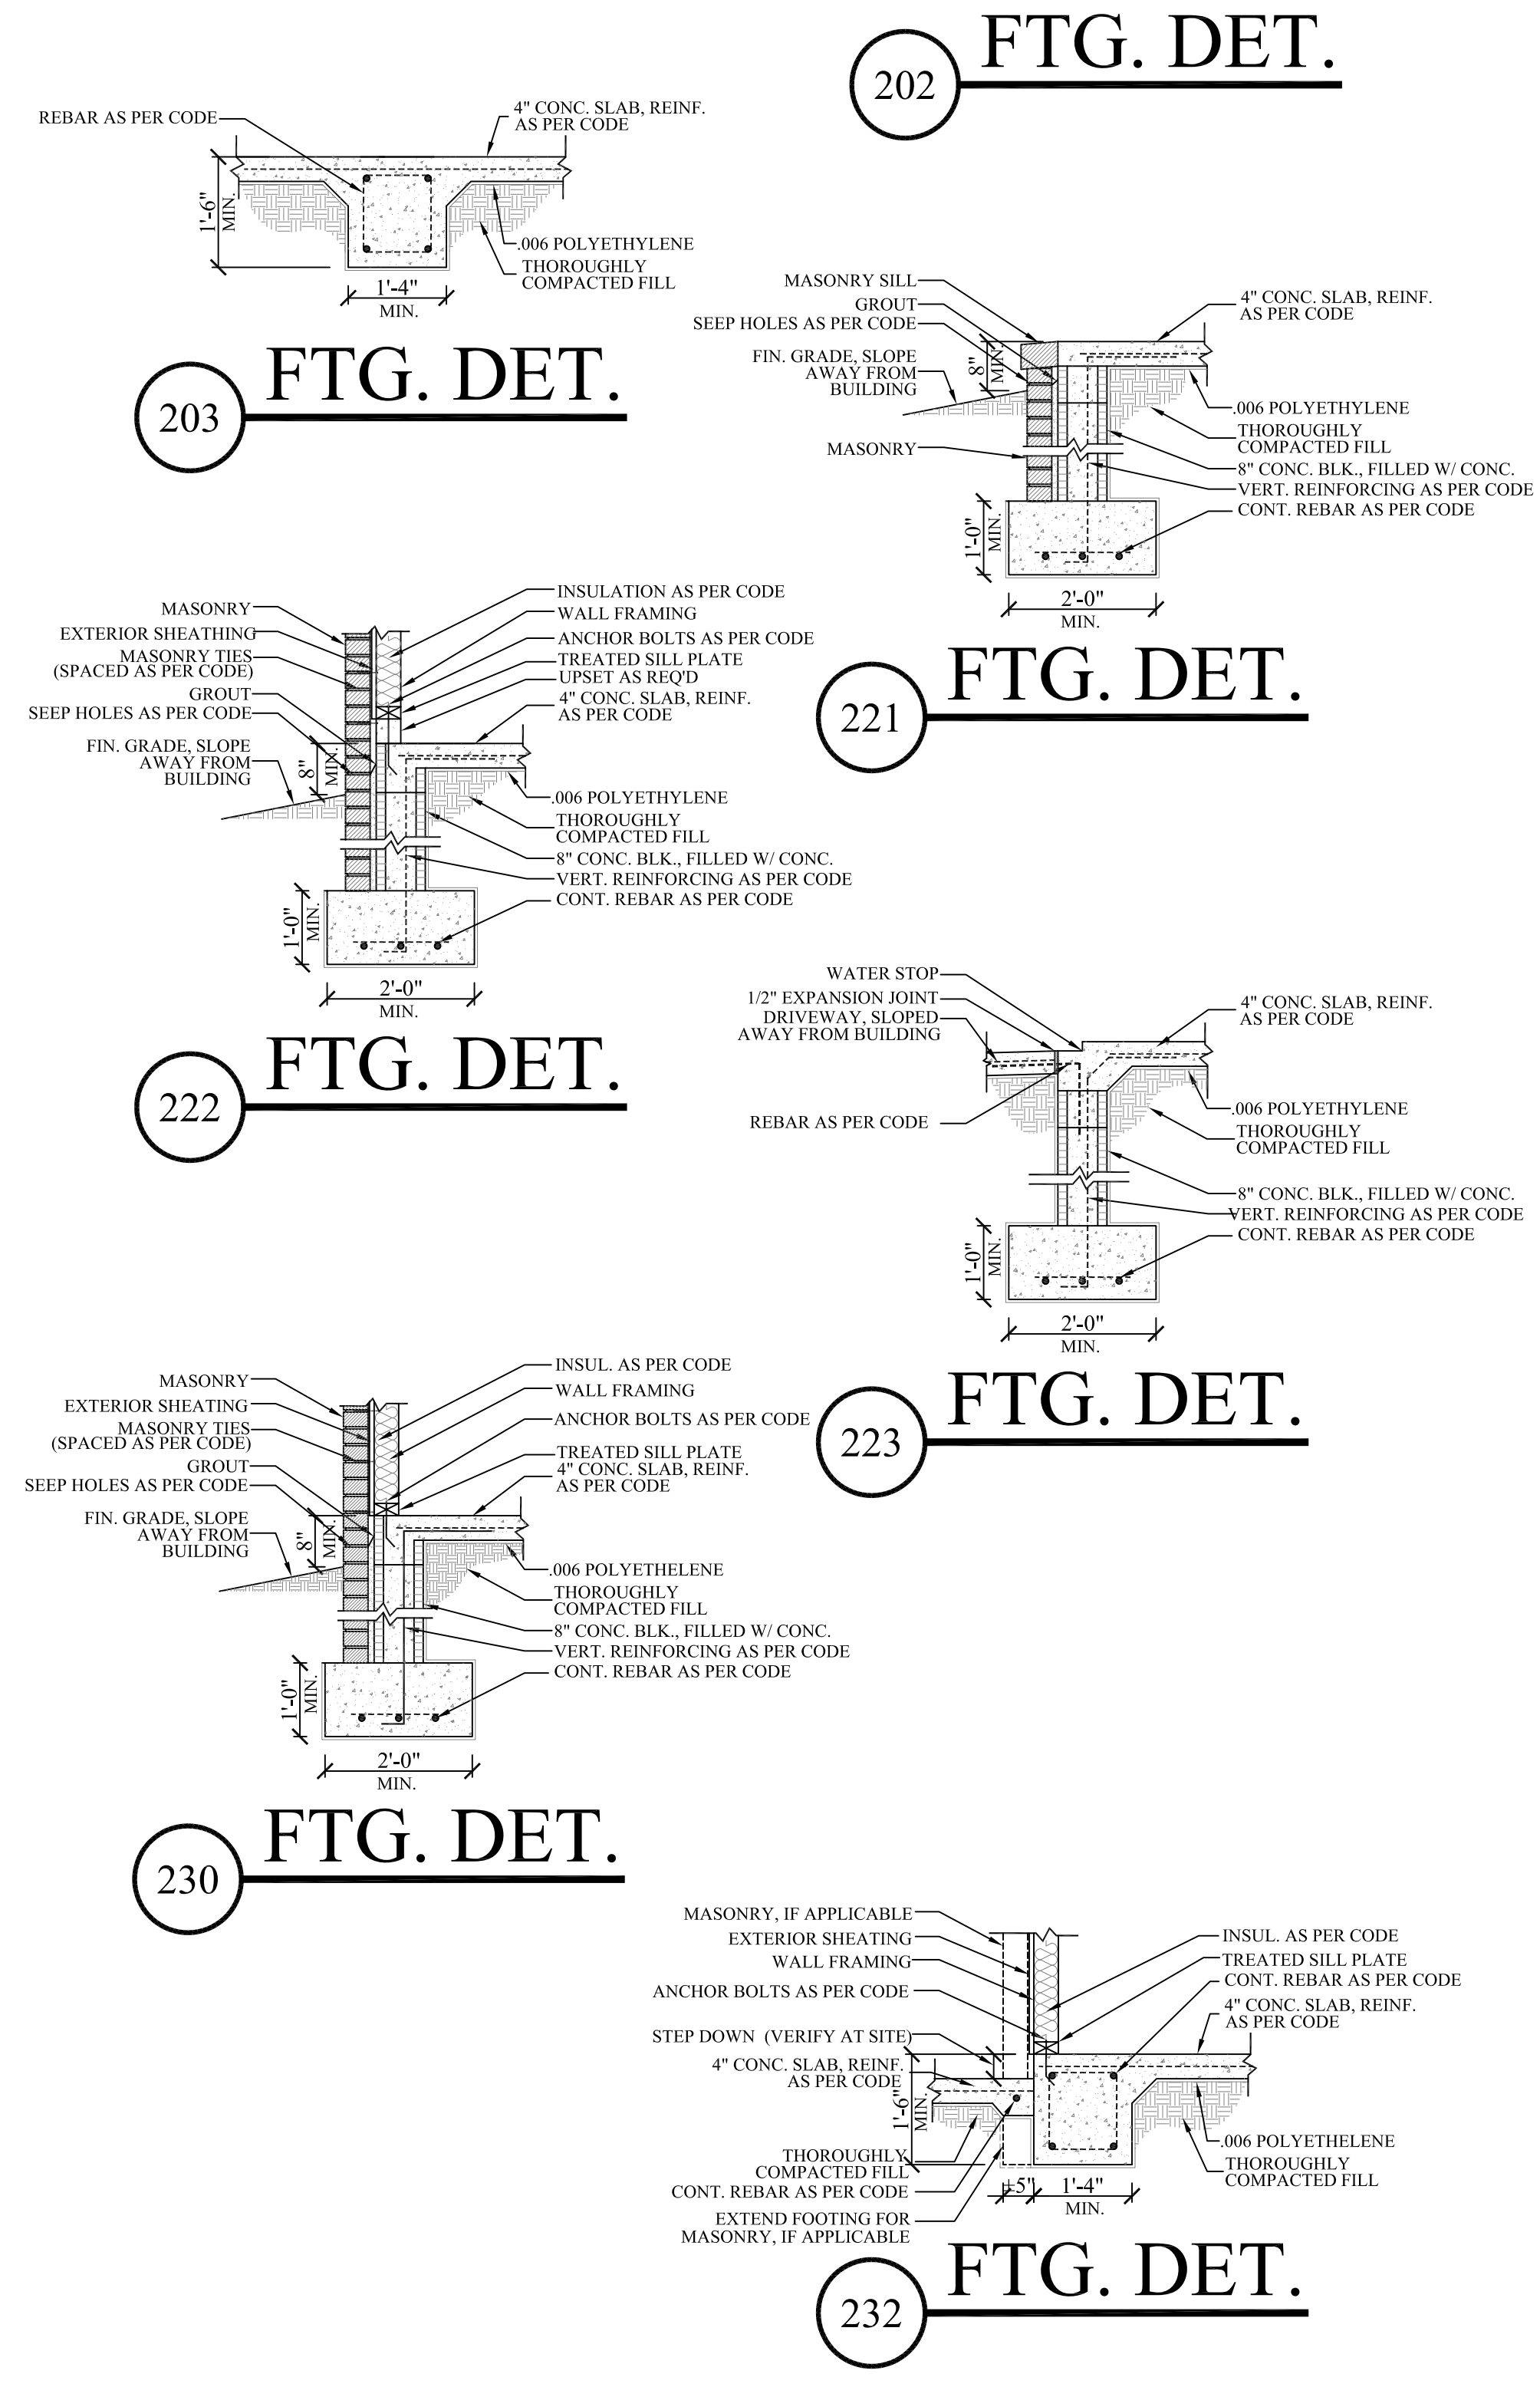 FTG. DET.
202
REBAR AS PER CODE
4" CONC. SLAB, REINF.
AS PER CODE
1'-6"
MIN.
.006 POLYETHYLENE
THOROUGHLY
COMPACTED FILL
1'-4"
MIN.
FTG. DET.
203
MASONRY SILL
GROUT
SEEP HOLES AS PER CODE
FIN. GRADE, SLOPE
AWAY FROM
BUILDING
8"
MIN.
MASONRY
4" CONC. SLAB, REINF.
AS PER CODE
.006 POLYETHYLENE
THOROUGHLY
COMPACTED FILL
8" CONC. BLK., FILLED W/ CONC.
VERT. REINFORCING AS PER CODE
CONT. REBAR AS PER CODE
1'-0"
MIN.
2'-0"
MIN.
FTG. DET.
221
MASONRY
EXTERIOR SHEATHING
MASONRY TIES
(SPACED AS PER CODE)
GROUT
SEEP HOLES AS PER CODE
FIN. GRADE, SLOPE
AWAY FROM
BUILDING
8"
MIN.
INSULATION AS PER CODE
WALL FRAMING
ANCHOR BOLTS AS PER CODE
TREATED SILL PLATE
UPSET AS REQ'D
4" CONC. SLAB, REINF.
AS PER CODE
.006 POLYETHYLENE
THOROUGHLY
COMPACTED FILL
8" CONC. BLK., FILLED W/ CONC.
VERT. REINFORCING AS PER CODE
CONT. REBAR AS PER CODE
1'-0"
MIN.
2'-0"
MIN.
FTG. DET.
222
WATER STOP
1/2" EXPANSION JOINT
DRIVEWAY, SLOPED
AWAY FROM BUILDING
REBAR AS PER CODE
4" CONC. SLAB, REINF.
AS PER CODE
.006 POLYETHYLENE
THOROUGHLY
COMPACTED FILL
8" CONC. BLK., FILLED W/ CONC.
VERT. REINFORCING AS PER CODE
CONT. REBAR AS PER CODE
1'-0"
MIN.
2'-0"
MIN.
FTG. DET.
223
MASONRY
EXTERIOR SHEATING
MASONRY TIES
(SPACED AS PER CODE)
GROUT
SEEP HOLES AS PER CODE
FIN. GRADE, SLOPE
AWAY FROM
BUILDING
8"
MIN.
INSUL. AS PER CODE
WALL FRAMING
ANCHOR BOLTS AS PER CODE
TREATED SILL PLATE
4" CONC. SLAB, REINF.
AS PER CODE
.006 POLYETHELENE
THOROUGHLY
COMPACTED FILL
8" CONC. BLK., FILLED W/ CONC.
VERT. REINFORCING AS PER CODE
CONT. REBAR AS PER CODE
1'-0"
MIN.
2'-0"
MIN.
FTG. DET.
230
MASONRY, IF APPLICABLE
EXTERIOR SHEATING
WALL FRAMING
ANCHOR BOLTS AS PER CODE
STEP DOWN (VERIFY AT SITE)
4" CONC. SLAB, REINF.
AS PER CODE
1'-6"
MIN.
THOROUGHLY
COMPACTED FILL
CONT. REBAR AS PER CODE
EXTEND FOOTING FOR
MASONRY, IF APPLICABLE
INSUL. AS PER CODE
TREATED SILL PLATE
CONT. REBAR AS PER CODE
4" CONC. SLAB, REINF.
AS PER CODE
.006 POLYETHELENE
THOROUGHLY
COMPACTED FILL
±5"
1'-4"
MIN.
FTG. DET.
232